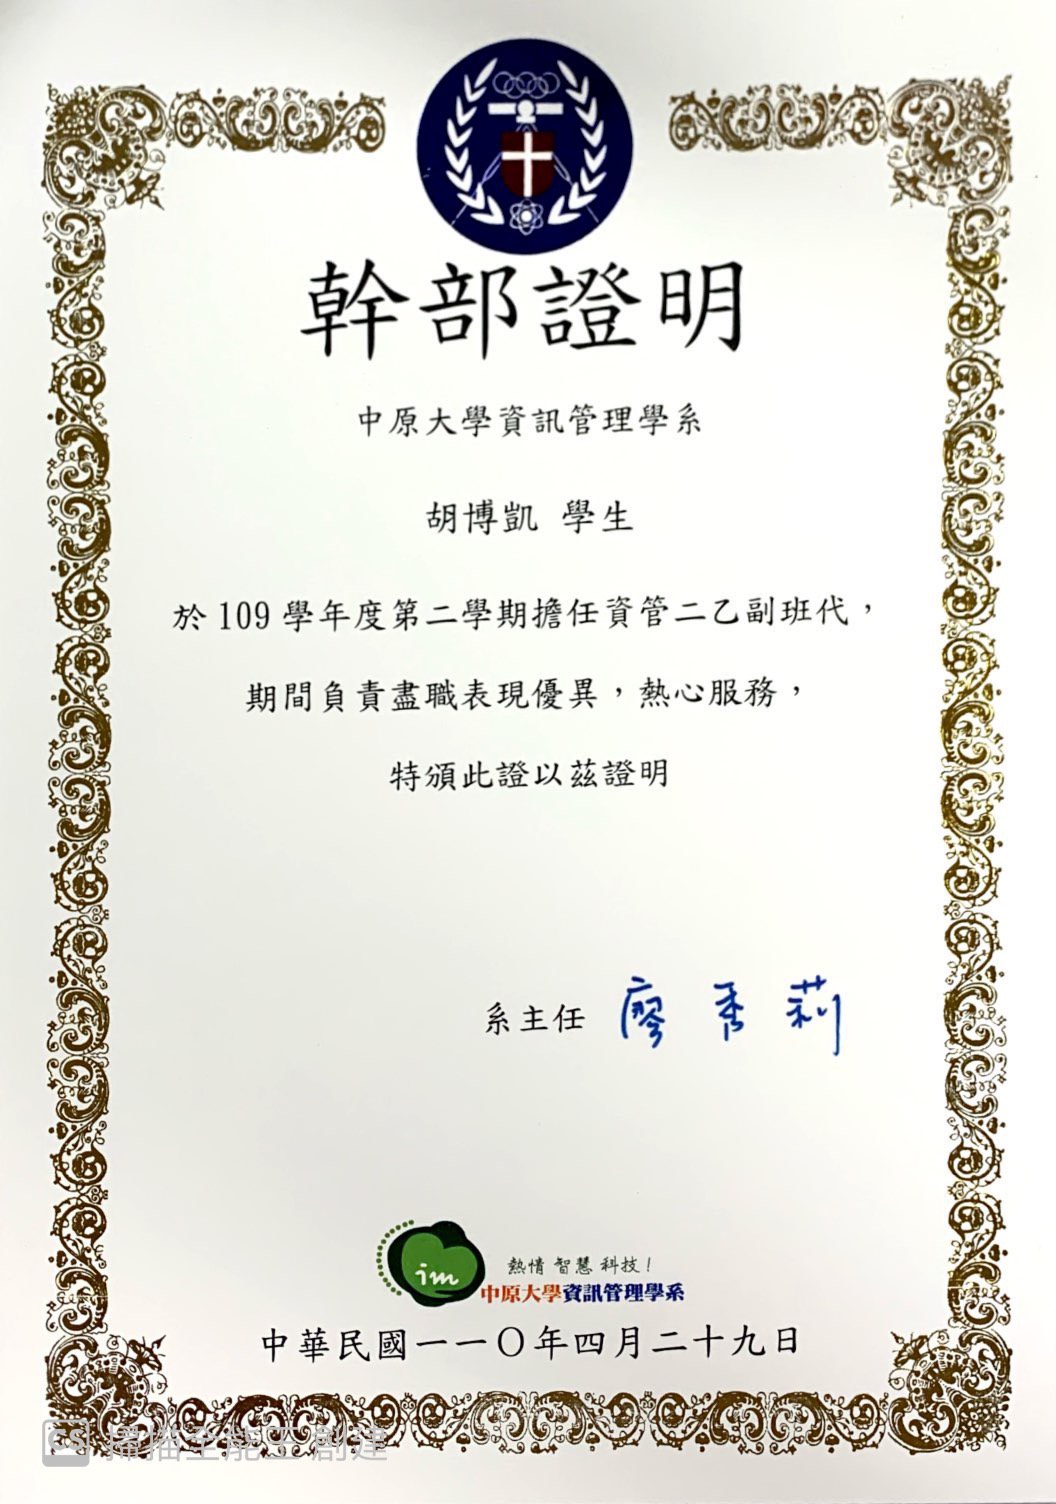 幹部證明
中原大學資訊管理學系
胡博凱 學生
於 109 學年度第二學期擔任資管二乙副班代，
期間負責盡職表現優異，熱心服務，
特頒此證以茲證明
系主任 廖秀莉
im 熱情 智慧 科技！
中原大學資訊管理學系
中華民國一一〇年四月二十九日
CS 掃描全能王 創建